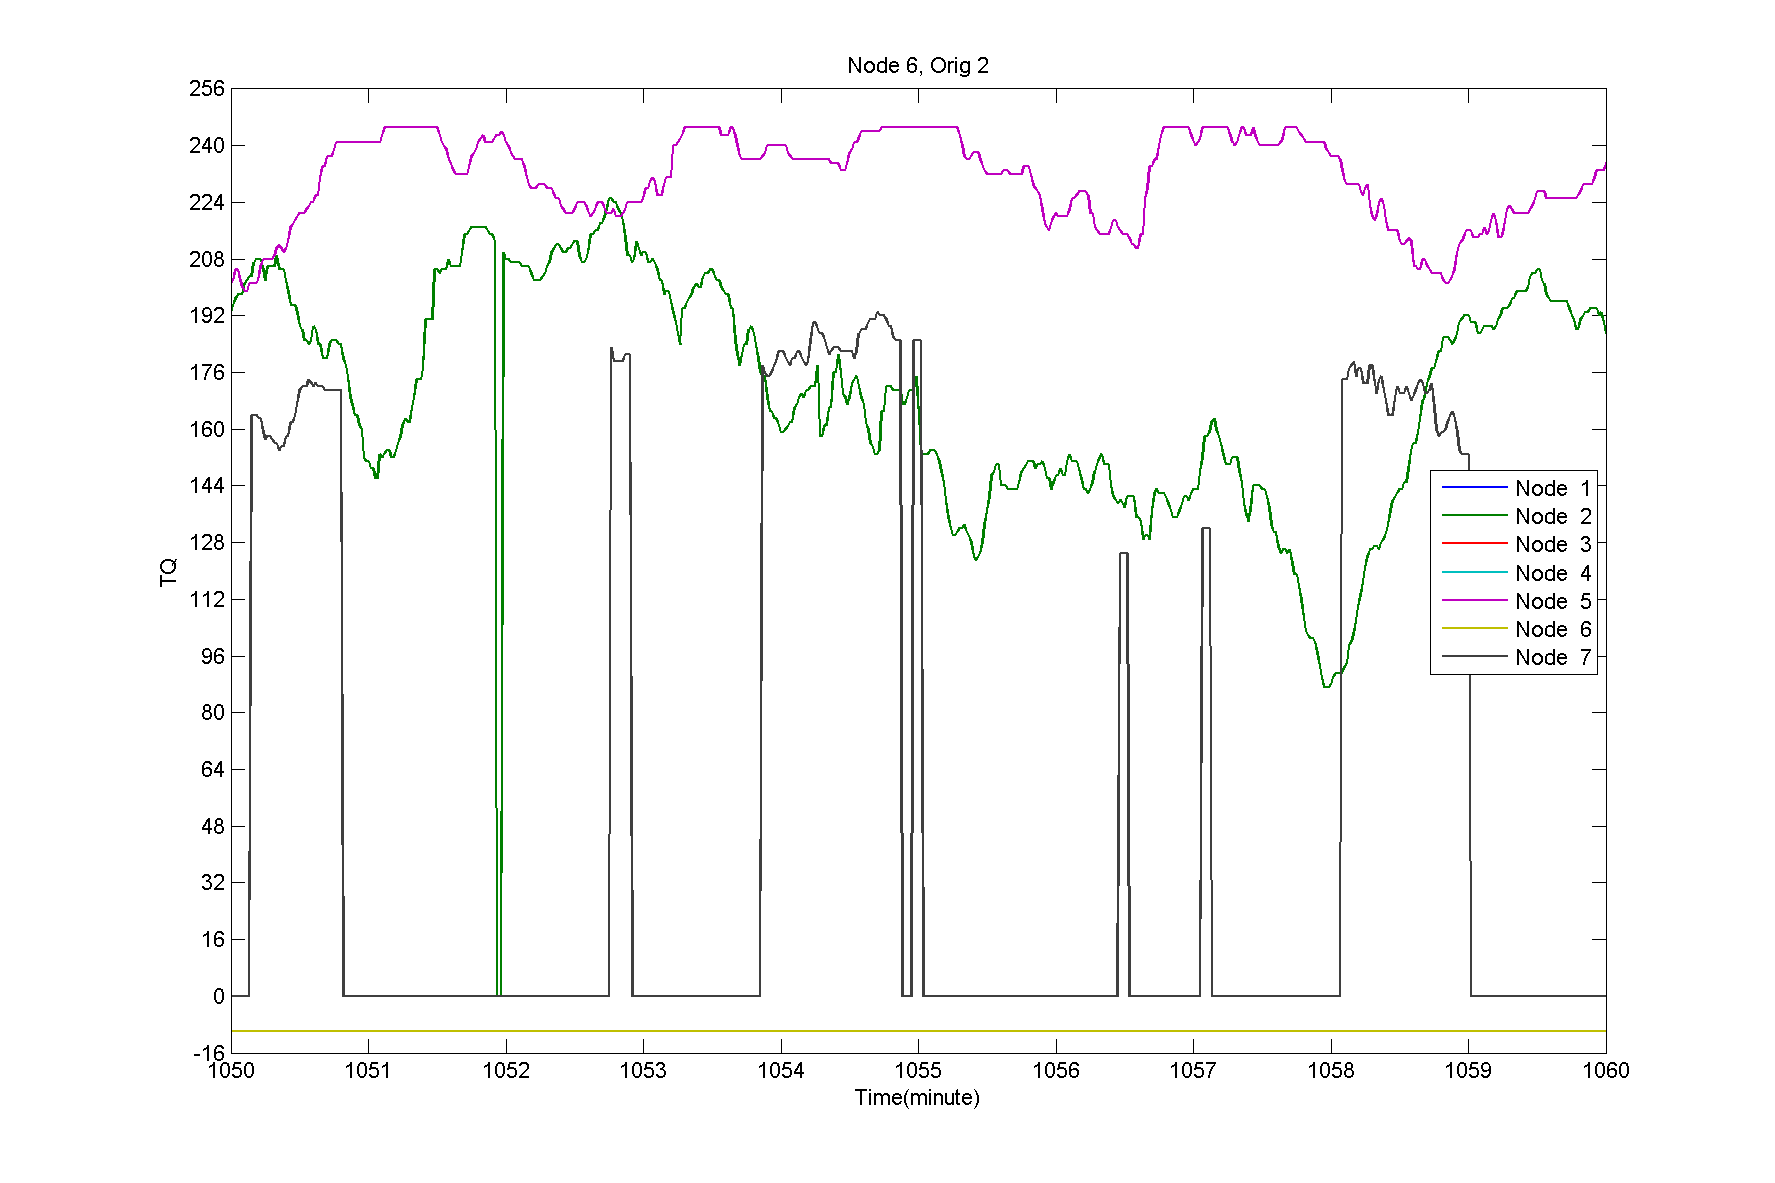 Node 6, Orig 2
256
240
224
208
192
176
160
144
128
112
96
80
64
48
32
16
0
-16
TQ
Node 1
Node 2
Node 3
Node 4
Node 5
Node 6
Node 7
1050 1051 1052 1053 1054 1055 1056 1057 1058 1059 1060
Time(minute)